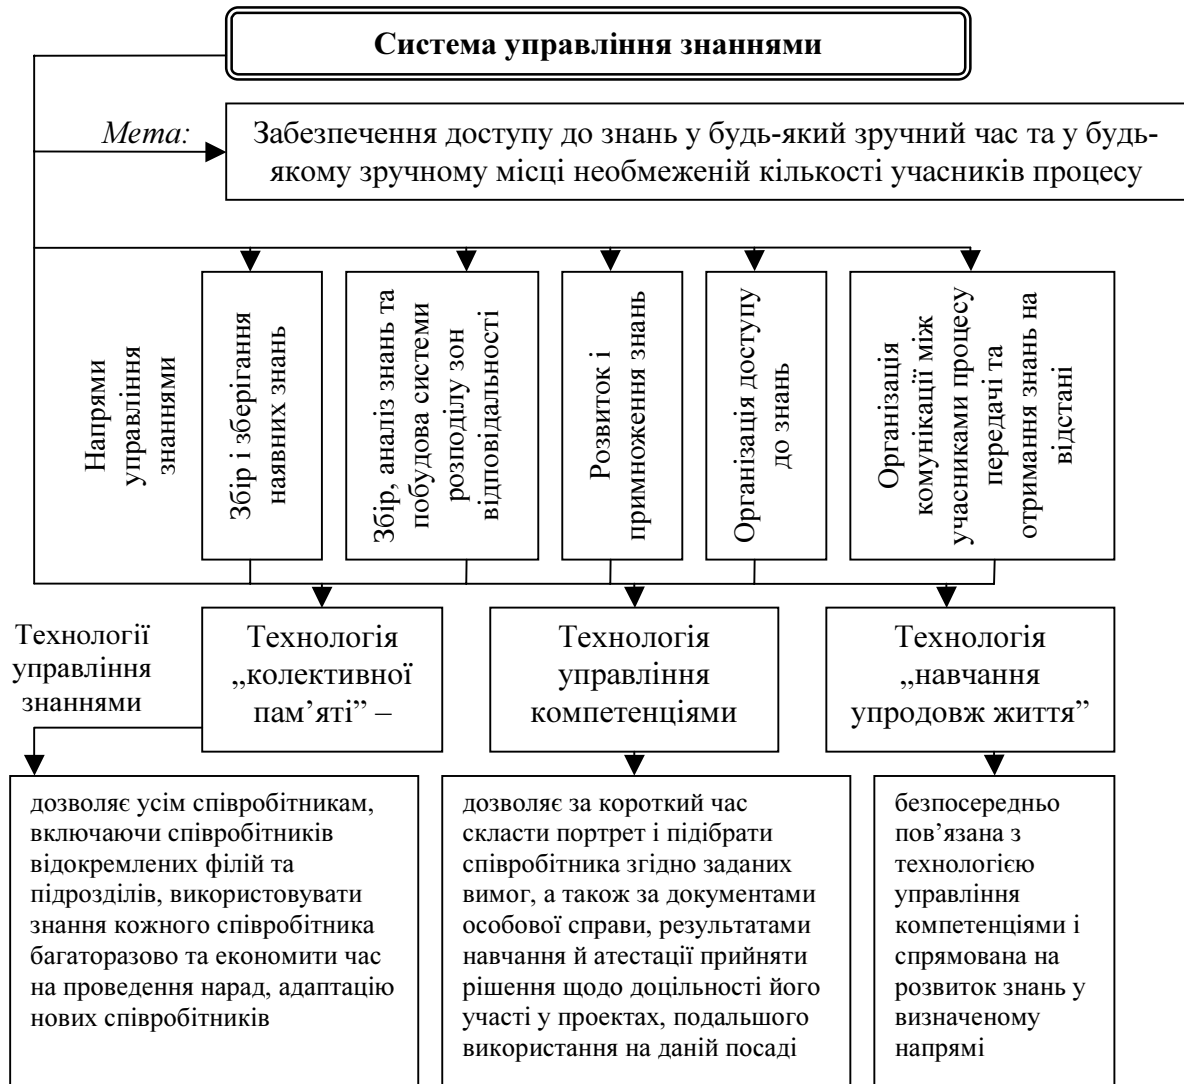 Система управління знаннями
Мета:
Забезпечення доступу до знань у будь-який зручний час та у будь-
якому зручному місці необмеженій кількості учасників процесу
Напрями
управління
знаннями
Збір і зберігання
наявних знань
Збір, аналіз знань та
побудова системи
розподілу зон
відповідальності
Розвиток і
примноження знань
Організація доступу
до знань
Організація
комунікації між
учасниками процесу
передачі та
отримання знань на
відстані
Технології
управління
знаннями
Технологія
„колективної
пам’яті” –
Технологія
управління
компетенціями
Технологія
„навчання
упродовж життя”
дозволяє усім співробітникам,
включаючи співробітників
відокремлених філій та
підрозділів, використовувати
знання кожного співробітника
багаторазово та економити час
на проведення нарад, адаптацію
нових співробітників
дозволяє за короткий час
скласти портрет і підібрати
співробітника згідно заданих
вимог, а також за документами
особової справи, результатами
навчання й атестації прийняти
рішення щодо доцільності його
участі у проектах, подальшого
використання на даній посаді
безпосередньо
пов’язана з
технологією
управління
компетенціями і
спрямована на
розвиток знань у
визначеному
напрямі